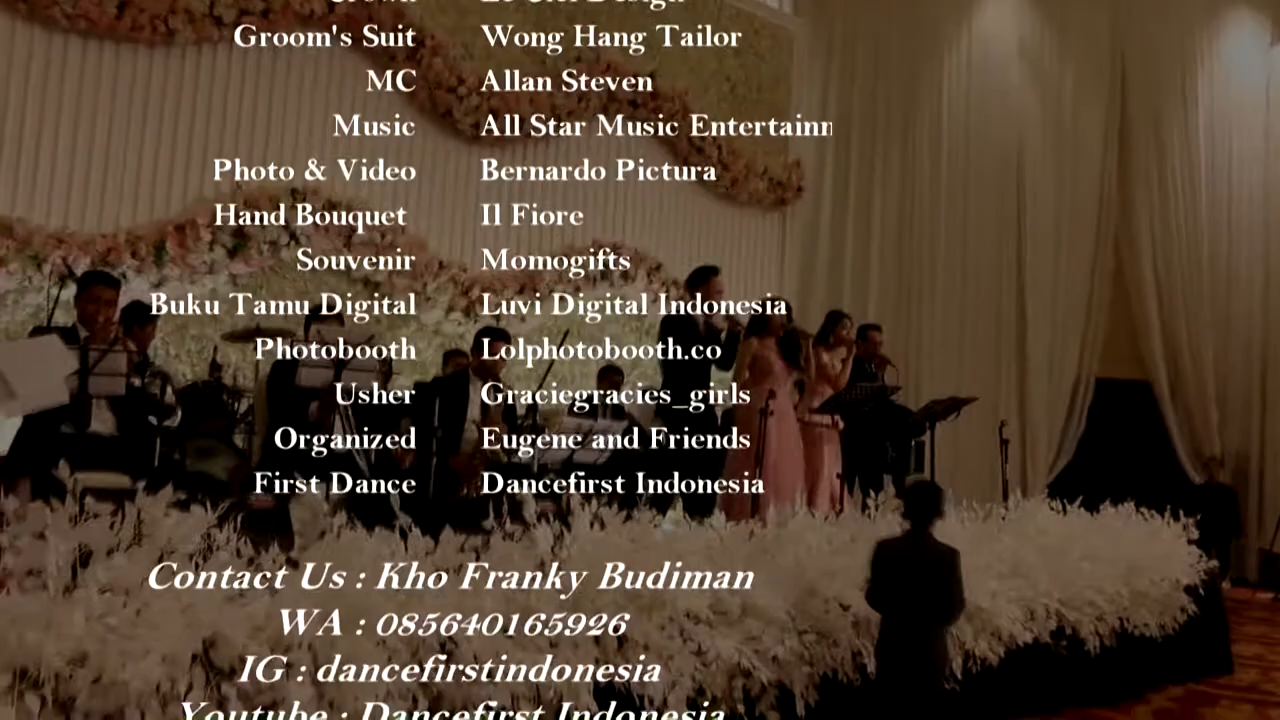 Groom's Suit Wong Hang Tailor
MC Allan Steven
Music All Star Music
Photo & Video Bernardo Pictura
Hand Bouquet Il Fiore
Souvenir Momogifts
Buku Tamu Digital Luvi Digital Indonesia
Photobooth Lolphotobooth.co
Usher Graciegracies_girls
Organized Eugene and Friends
First Dance Dancefirst Indonesia
Contact Us : Kho Franky Budiman
WA : 085640165926
IG : dancefirstindonesia
Youtube : Dancefirst Indonesia